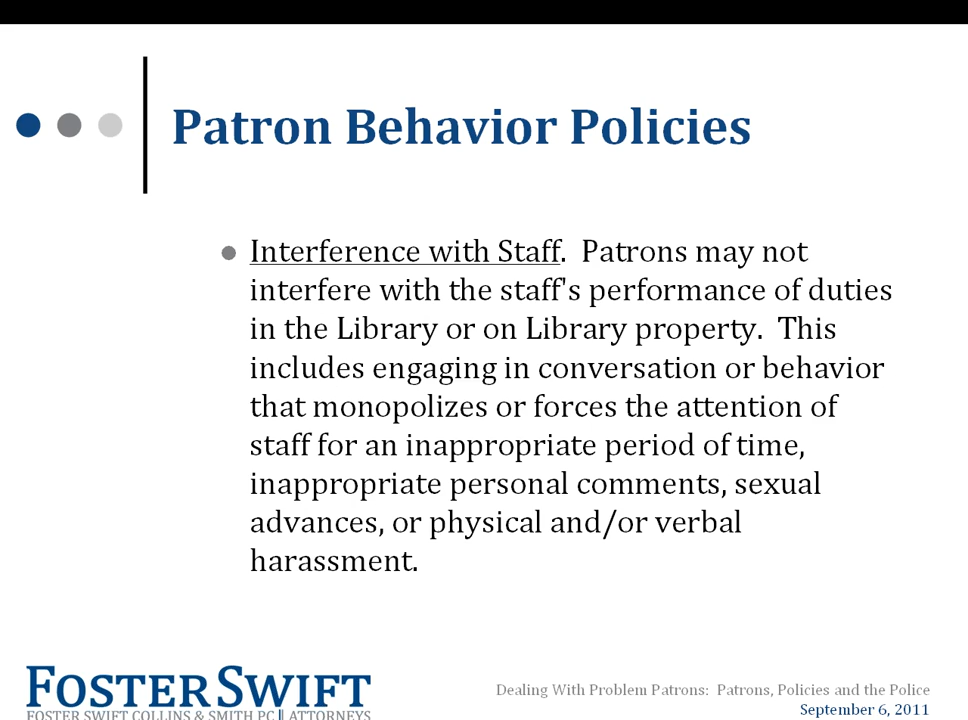 Patron Behavior Policies
Interference with Staff. Patrons may not
interfere with the staff's performance of duties
in the Library or on Library property. This
includes engaging in conversation or behavior
that monopolizes or forces the attention of
staff for an inappropriate period of time,
inappropriate personal comments, sexual
advances, or physical and/or verbal
harassment.
FOSTER SWIFT
FOSTER SWIFT COLLINS & SMITH PC || ATTORNEYS
Dealing With Problem Patrons: Patrons, Policies and the Police
September 6, 2011